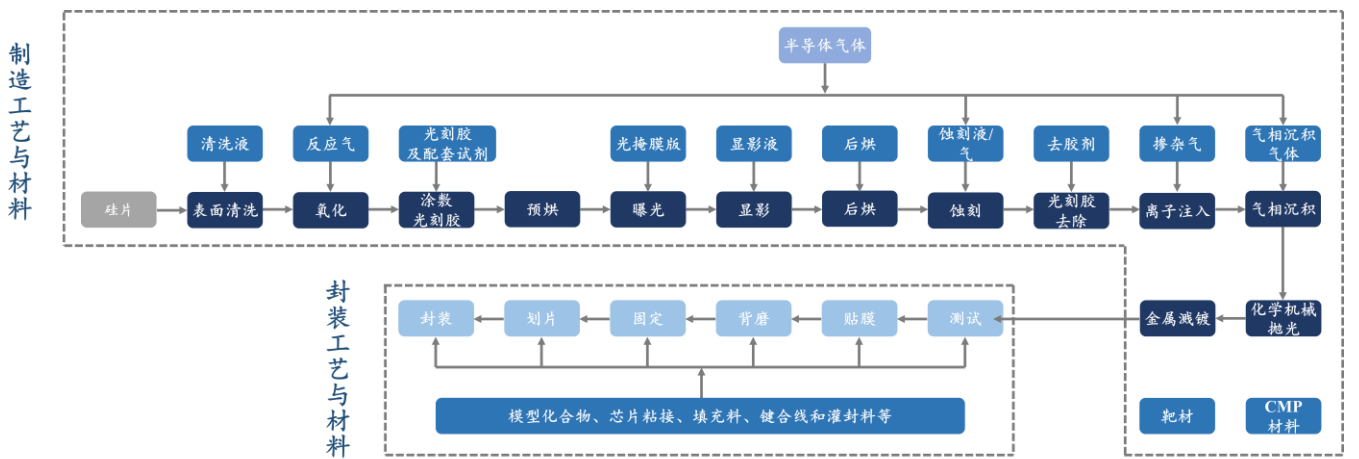 制造工艺与材料
半导体气体
清洗液
反应气
光刻胶
及配套试剂
光掩膜版
显影液
后烘
蚀刻液/
气
去胶剂
掺杂气
气相沉积
气体
硅片
表面清洗
氧化
涂敷
光刻胶
预烘
曝光
显影
后烘
蚀刻
光刻胶
去除
离子注入
气相沉积
封装工艺与材料
封装
划片
固定
背磨
贴膜
测试
金属溅镀
化学机械
抛光
模型化合物、芯片粘接、填充料、键合线和灌封料等
靶材
CMP
材料